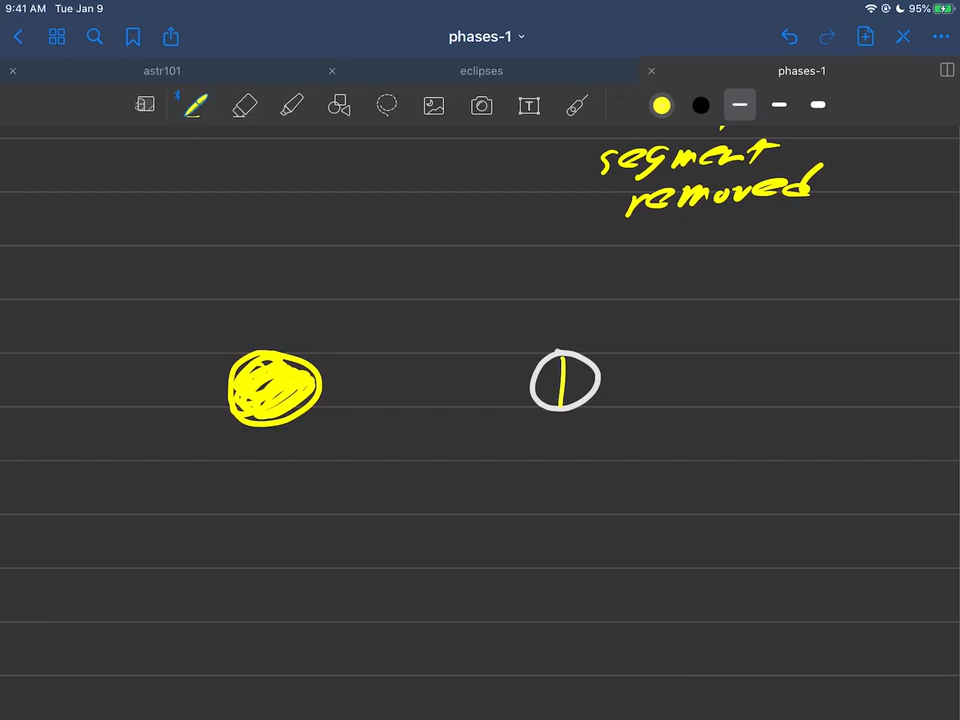 9:41 AM Tue Jan 9
95%
phases-1
astr101
eclipses
phases-1
T
segment
removed